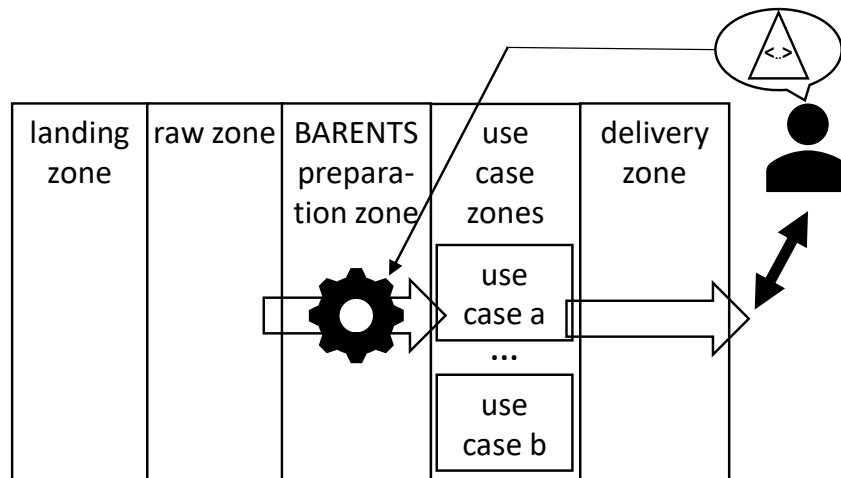 <..>
landing
zone
raw zone
BARENTS
prepara-
tion zone
use
case
zones
delivery
zone
use
case a
...
use
case b